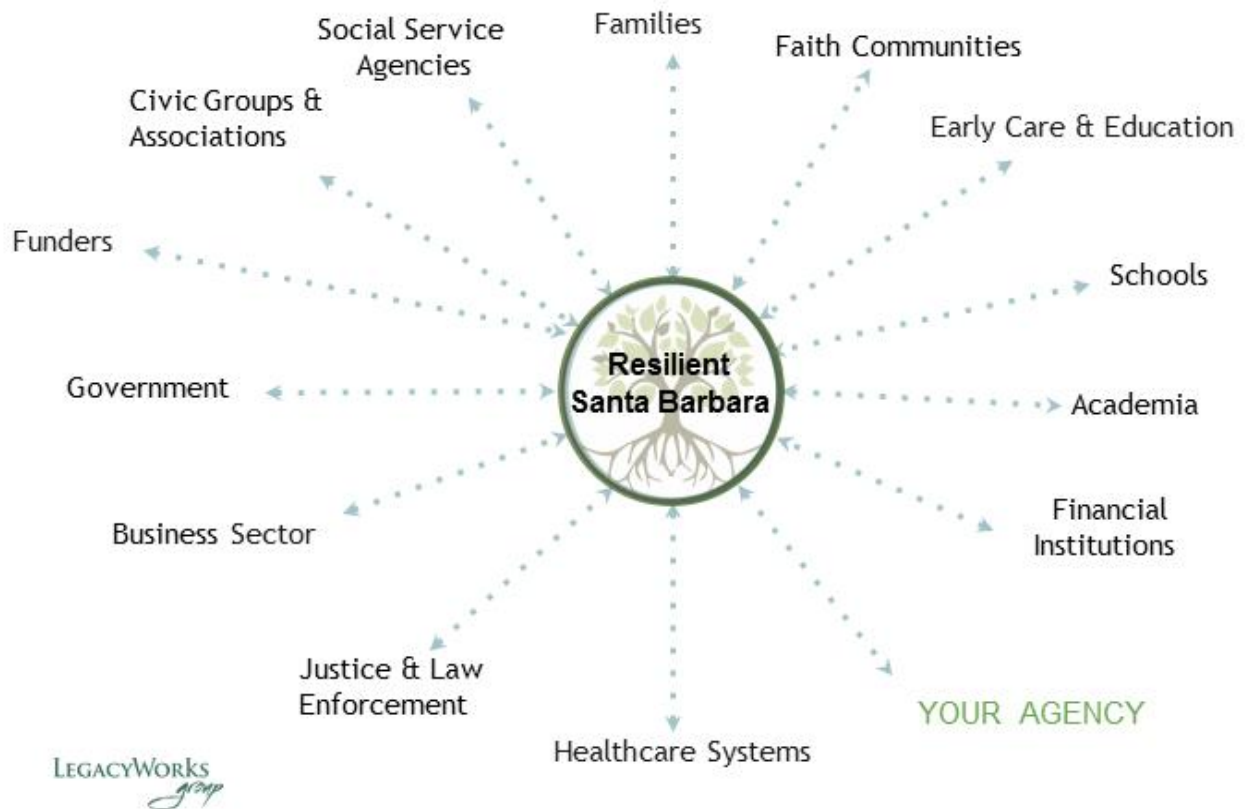 Families
Social Service
Agencies
Faith Communities
Civic Groups &
Associations
Early Care & Education
Funders
Schools
Resilient
Santa Barbara
Government
Academia
Financial
Institutions
Business Sector
Justice & Law
Enforcement
YOUR AGENCY
Healthcare Systems
LEGACYWORKS
group